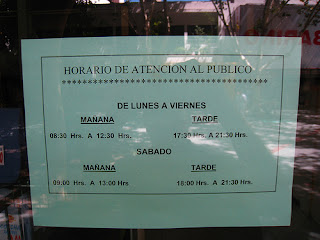 HORARIO DE ATENCION AL PUBLICO
****************************************
DE LUNES A VIERNES
MAÑANA TARDE
08:30 Hrs. A 12:30 Hrs. 17:30 Hrs. A 21:30 Hrs.
SABADO
MAÑANA TARDE
09:00 Hrs. A 13:00 Hrs 18:00 Hrs. A 21:30 Hrs.